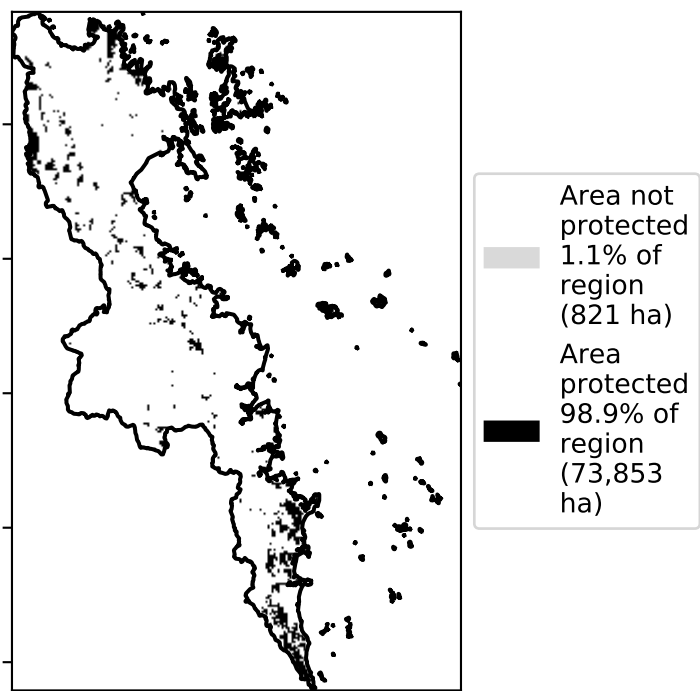 Area not
protected
1.1% of
region
(821 ha)
Area
protected
98.9% of
region
(73,853
ha)